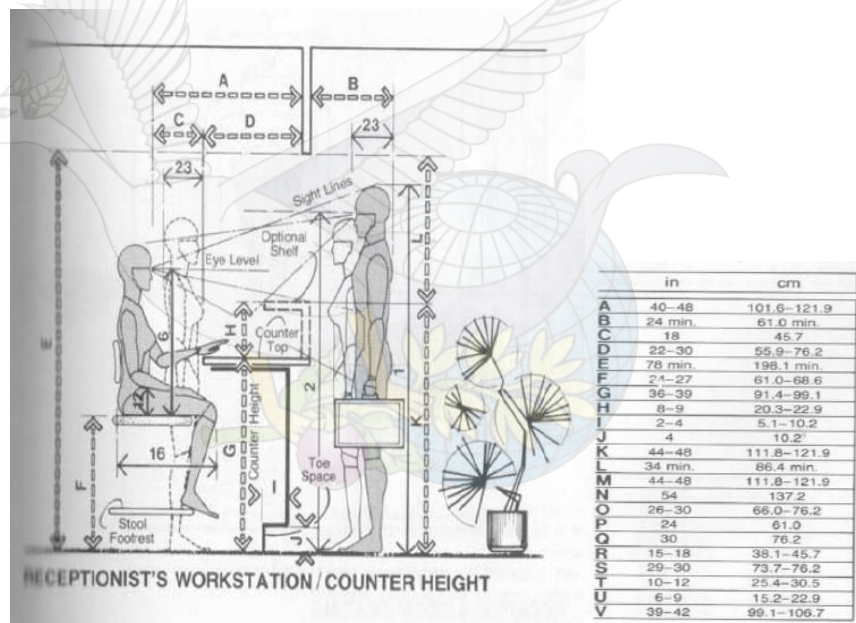 A
B
C
D
23
23
Sight Lines
Optional
Shelf
Eye Level
L
E
H
6
Counter
Top
2
1
12
K
G
Counter Height
16
Toe
Space
F
I
J
Stool
Footrest
RECEPTIONIST'S WORKSTATION / COUNTER HEIGHT
in cm
A 40–48 101.6–121.9
B 24 min. 61.0 min.
C 18 45.7
D 22–30 55.9–76.2
E 78 min. 198.1 min.
F 24–27 61.0–68.6
G 36–39 91.4–99.1
H 8–9 20.3–22.9
I 2–4 5.1–10.2
J 4 10.2
K 44–48 111.8–121.9
L 34 min. 86.4 min.
M 44–48 111.8–121.9
N 54 137.2
O 26–30 66.0–76.2
P 24 61.0
Q 30 76.2
R 15–18 38.1–45.7
S 29–30 73.7–76.2
T 10–12 25.4–30.5
U 6–9 15.2–22.9
V 39–42 99.1–106.7